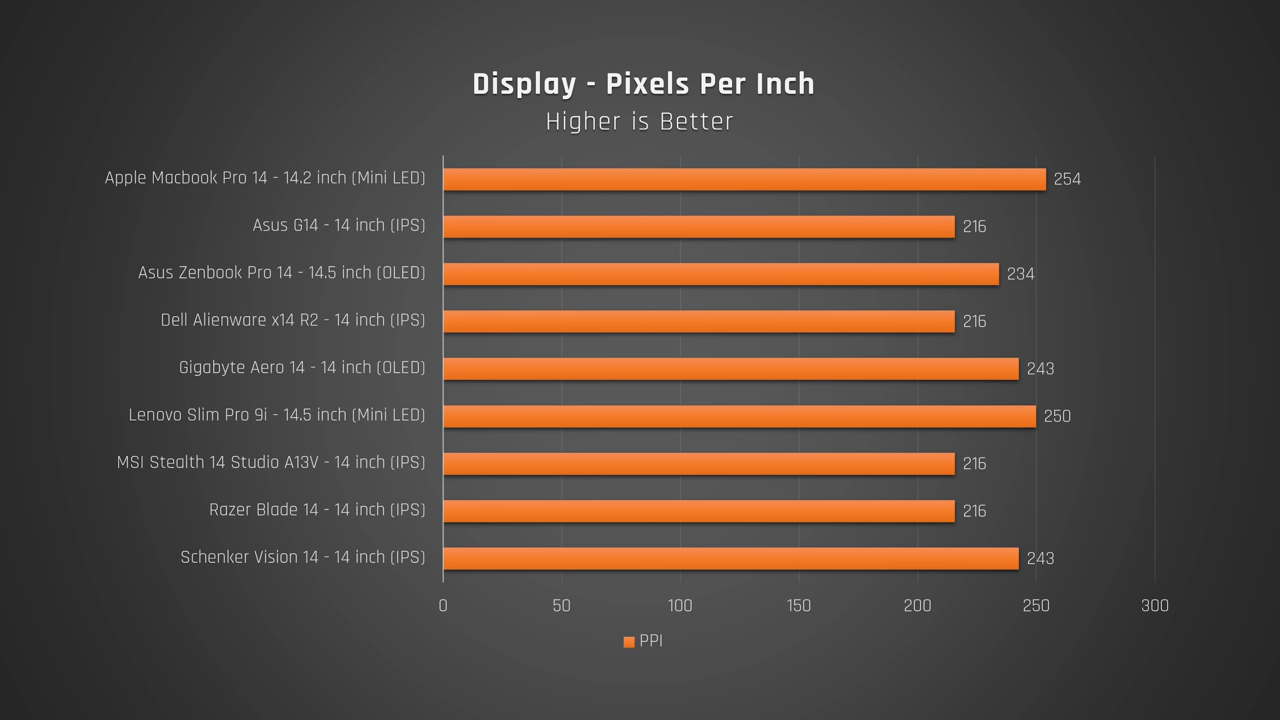 Display - Pixels Per Inch
Higher is Better
Apple Macbook Pro 14 - 14.2 inch (Mini LED) 254
Asus G14 - 14 inch (IPS) 216
Asus Zenbook Pro 14 - 14.5 inch (OLED) 234
Dell Alienware x14 R2 - 14 inch (IPS) 216
Gigabyte Aero 14 - 14 inch (OLED) 243
Lenovo Slim Pro 9i - 14.5 inch (Mini LED) 250
MSI Stealth 14 Studio A13V - 14 inch (IPS) 216
Razer Blade 14 - 14 inch (IPS) 216
Schenker Vision 14 - 14 inch (IPS) 243
0 50 100 150 200 250 300
PPI